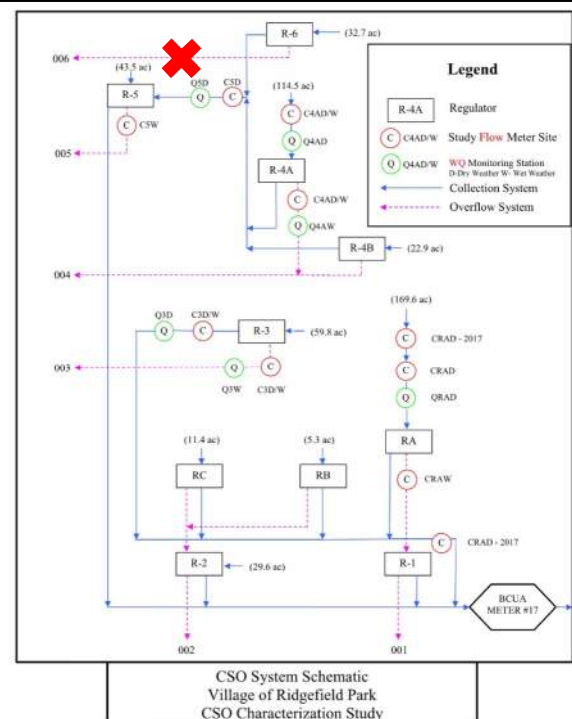 R-6
(32.7 ac)
006
(43.5 ac)
Q5D
C5D
R-5
Q
C
(114.5 ac)
C
C5W
C
C4AD/W
Q
Q4AD
005
R-4A
C
C4AD/W
Q
Q4AW
R-4B
(22.9 ac)
004
Legend
R-4A
Regulator
C
C4AD/W
Study Flow Meter Site
Q
Q4AD/W
WQ Monitoring Station
D-Dry Weather W- Wet Weather
Collection System
Overflow System
Q3D
C3D/W
Q
C
R-3
(59.8 ac)
003
Q
C
Q3W
C3D/W
(169.6 ac)
C
CRAD - 2017
C
CRAD
Q
QRAD
RA
C
CRAW
(11.4 ac)
(5.3 ac)
RC
RB
C
CRAD - 2017
R-2
(29.6 ac)
R-1
BCUA
METER #17
002
001
CSO System Schematic
Village of Ridgefield Park
CSO Characterization Study